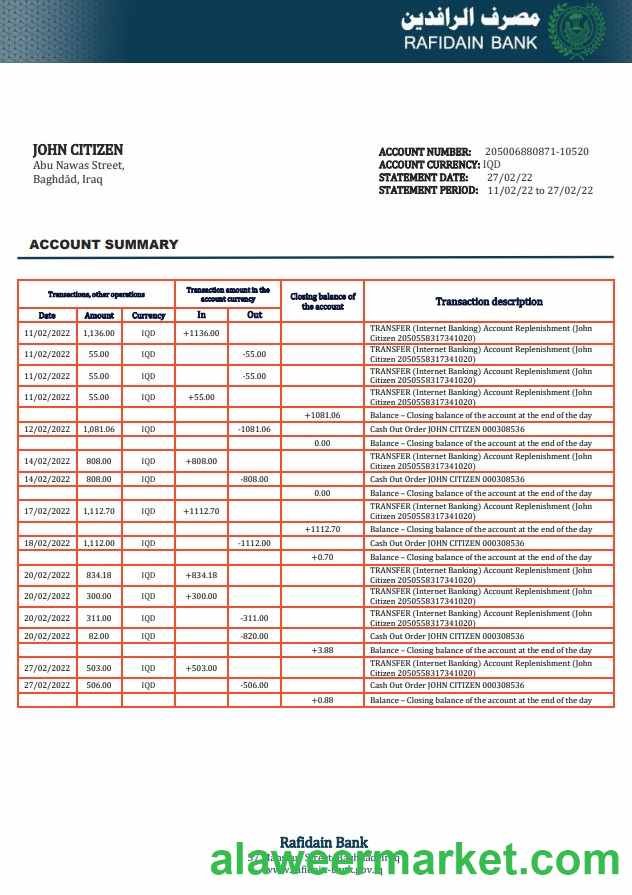 مصرف الرافدين
RAFIDAIN BANK
JOHN CITIZEN
Abu Nawas Street,
Baghdād, Iraq
ACCOUNT NUMBER: 205006880871-10520
ACCOUNT CURRENCY: IQD
STATEMENT DATE: 27/02/22
STATEMENT PERIOD: 11/02/22 to 27/02/22
ACCOUNT SUMMARY
Transactions, other operations Transaction amount in the account currency Closing balance of the account Transaction description
Date Amount Currency In Out
11/02/2022 1,136.00 IQD +1136.00 TRANSFER (Internet Banking) Account Replenishment (John
Citizen 2050558317341020)
11/02/2022 55.00 IQD -55.00 TRANSFER (Internet Banking) Account Replenishment (John
Citizen 2050558317341020)
11/02/2022 55.00 IQD -55.00 TRANSFER (Internet Banking) Account Replenishment (John
Citizen 2050558317341020)
11/02/2022 55.00 IQD +55.00 TRANSFER (Internet Banking) Account Replenishment (John
Citizen 2050558317341020)
+1081.06 Balance – Closing balance of the account at the end of the day
12/02/2022 1,081.06 IQD -1081.06 Cash Out Order JOHN CITIZEN 000308536
0.00 Balance – Closing balance of the account at the end of the day
14/02/2022 808.00 IQD +808.00 TRANSFER (Internet Banking) Account Replenishment (John
Citizen 2050558317341020)
14/02/2022 808.00 IQD -808.00 Cash Out Order JOHN CITIZEN 000308536
0.00 Balance – Closing balance of the account at the end of the day
17/02/2022 1,112.70 IQD +1112.70 TRANSFER (Internet Banking) Account Replenishment (John
Citizen 2050558317341020)
+1112.70 Balance – Closing balance of the account at the end of the day
18/02/2022 1,112.00 IQD -1112.00 Cash Out Order JOHN CITIZEN 000308536
+0.70 Balance – Closing balance of the account at the end of the day
20/02/2022 834.18 IQD +834.18 TRANSFER (Internet Banking) Account Replenishment (John
Citizen 2050558317341020)
20/02/2022 300.00 IQD +300.00 TRANSFER (Internet Banking) Account Replenishment (John
Citizen 2050558317341020)
20/02/2022 311.00 IQD -311.00 TRANSFER (Internet Banking) Account Replenishment (John
Citizen 2050558317341020)
20/02/2022 82.00 IQD -820.00 Cash Out Order JOHN CITIZEN 000308536
+3.88 Balance – Closing balance of the account at the end of the day
27/02/2022 503.00 IQD +503.00 TRANSFER (Internet Banking) Account Replenishment (John
Citizen 2050558317341020)
27/02/2022 506.00 IQD -506.00 Cash Out Order JOHN CITIZEN 000308536
+0.88 Balance – Closing balance of the account at the end of the day
Rafidain Bank
alaweermarket.com